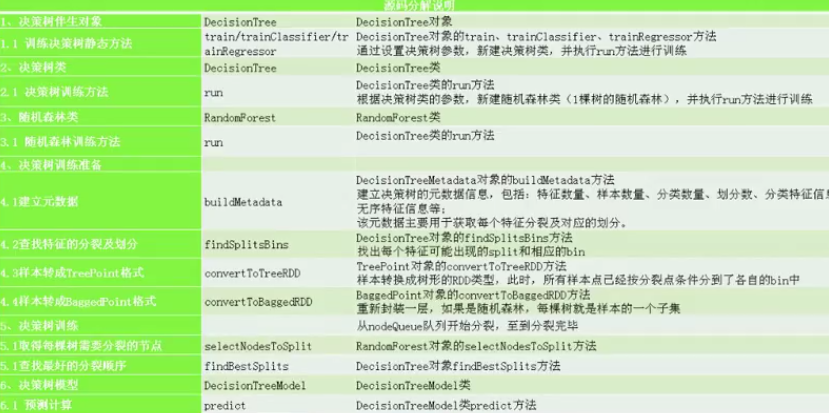 源码分解说明
1、决策树伴生对象 DecisionTree DecisionTree对象
1.1 训练决策树静态方法 train/trainClassifier/trainRegressor DecisionTree对象的train、trainClassifier、trainRegressor方法
通过设置决策树参数，新建决策树类，并执行run方法进行训练
2、决策树类 DecisionTree DecisionTree类
2.1 决策树训练方法 run DecisionTree类的run方法
根据决策树类的参数，新建随机森林类（1棵树的随机森林），并执行run方法进行训练
3、随机森林类 RandomForest RandomForest类
3.1 随机森林训练方法 run DecisionTree类的run方法
4、决策树训练准备
4.1建立元数据 buildMetadata DecisionTreeMetadata对象的buildMetadata方法
建立决策树的元数据信息，包括：特征数量、样本数量、分类数量、划分数、分类特征信息
无序特征信息等；
该元数据主要用于获取每个特征分裂及对应的划分。
4.2查找特征的分裂及划分 findSplitsBins DecisionTree对象的findSplitsBins方法
找出每个特征可能出现的split和相应的bin
4.3样本转成TreePoint格式 convertToTreeRDD TreePoint对象的convertToTreeRDD方法
样本转换成树形的RDD类型，此时，所有样本点已经按分裂点条件分到了各自的bin中
4.4样本转成BaggedPoint格式 convertToBaggedRDD BaggedPoint对象的convertToBaggedRDD方法
重新封装一层，如果是随机森林，每棵树就是样本的一个子集
5、决策树训练 从nodeQueue队列开始分裂，至到分裂完毕
5.1取得每棵树需要分裂的节点 selectNodesToSplit RandomForest对象的selectNodesToSplit方法
5.1查找最好的分裂顺序 findBestSplits DecisionTree对象findBestSplits方法
6、决策树模型 DecisionTreeModel DecisionTreeModel类
6.1 预测计算 predict DecisionTreeModel类predict方法